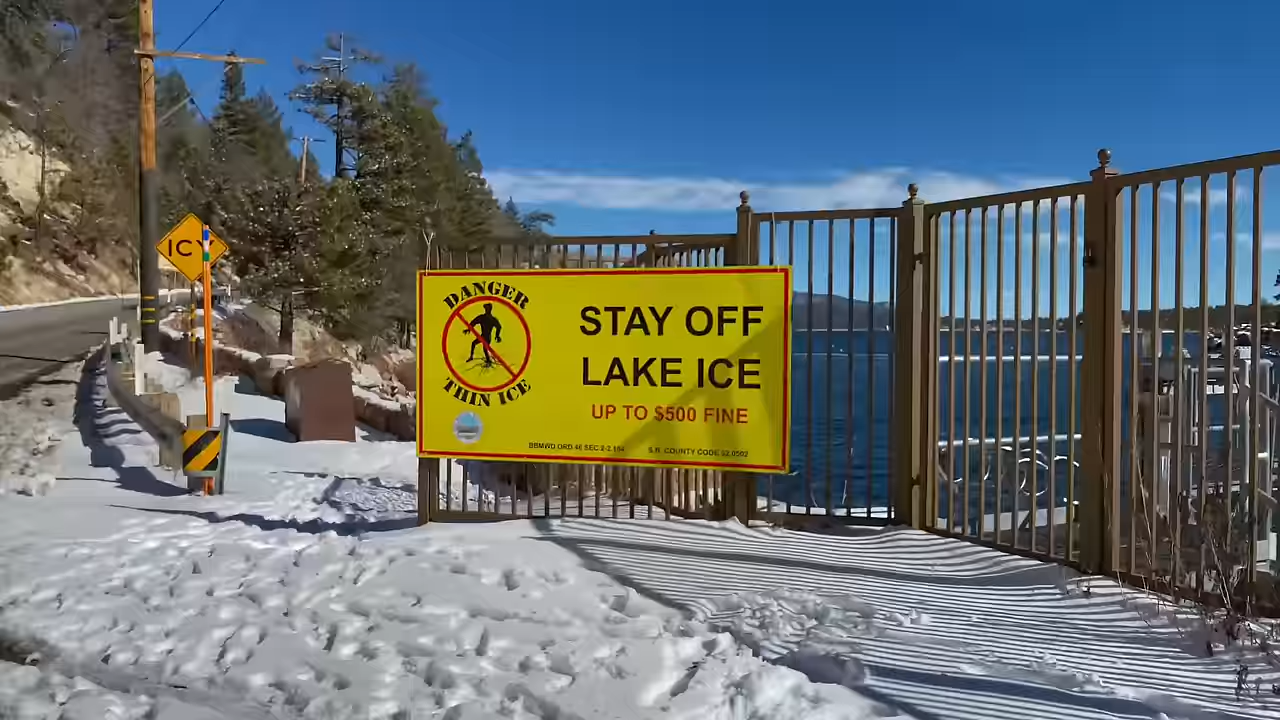 ICY
DANGER
THIN ICE
STAY OFF
LAKE ICE
UP TO $500 FINE
BBMWD ORD.46 SEC 2-2.104 S.B. COUNTY CODE 52.0502